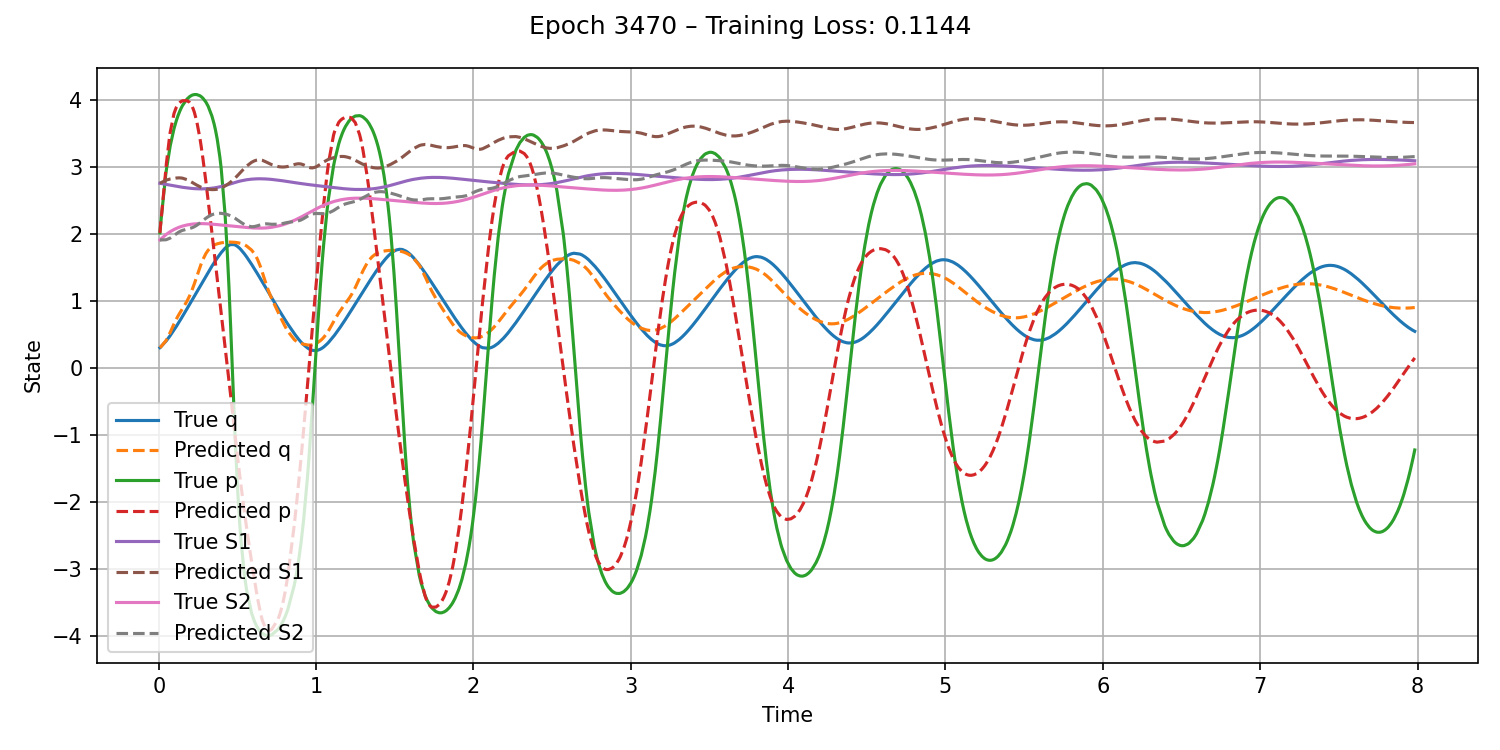 Epoch 3470 – Training Loss: 0.1144
State
4
3
2
1
0
−1
−2
−3
−4
True q
Predicted q
True p
Predicted p
True S1
Predicted S1
True S2
Predicted S2
0 1 2 3 4 5 6 7 8
Time